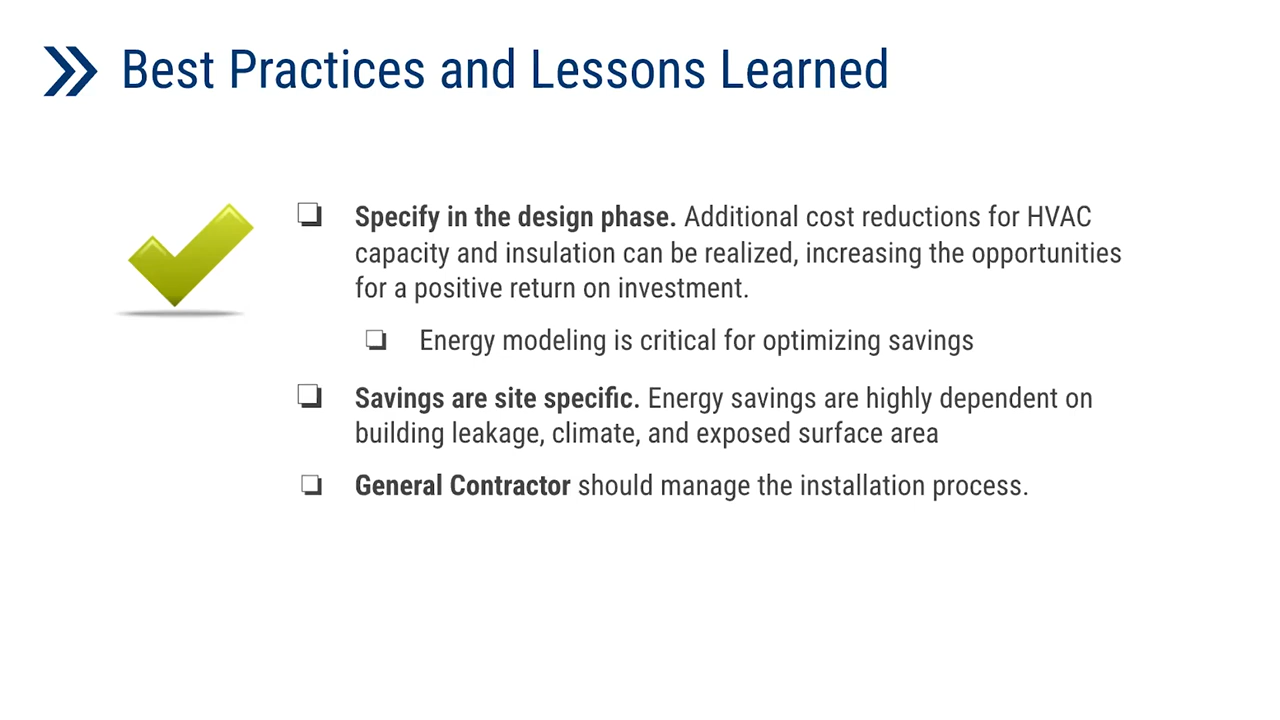 Best Practices and Lessons Learned
Specify in the design phase. Additional cost reductions for HVAC
capacity and insulation can be realized, increasing the opportunities
for a positive return on investment.
Energy modeling is critical for optimizing savings
Savings are site specific. Energy savings are highly dependent on
building leakage, climate, and exposed surface area
General Contractor should manage the installation process.